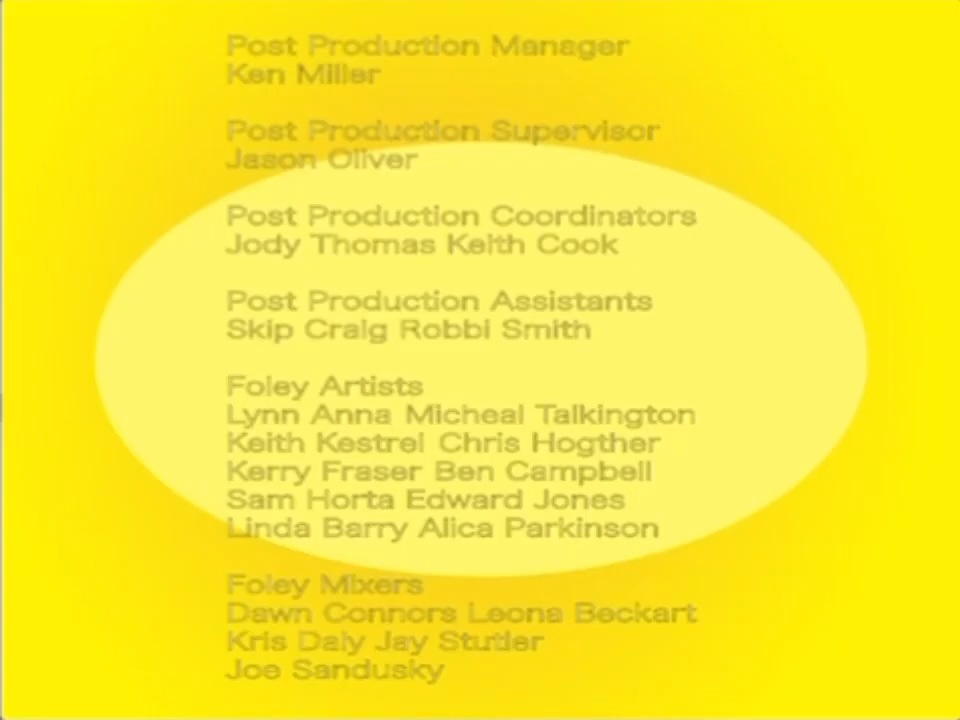 Post Production Manager
Ken Miller
Post Production Supervisor
Jason Oliver
Post Production Coordinators
Jody Thomas Keith Cook
Post Production Assistants
Skip Craig Robbi Smith
Foley Artists
Lynn Anna Micheal Talkington
Keith Kestrel Chris Hogther
Kerry Fraser Ben Campbell
Sam Horta Edward Jones
Linda Barry Alica Parkinson
Foley Mixers
Dawn Connors Leona Beckart
Kris Daly Jay Stutler
Joe Sandusky